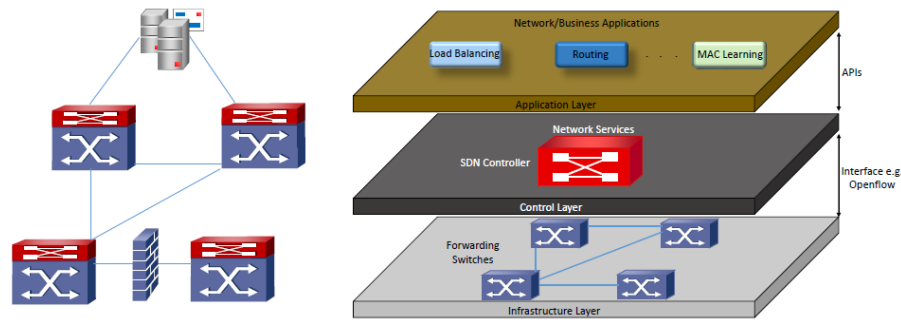 Network/Business Applications
Load Balancing
Routing
. . .
MAC Learning
APIs
Application Layer
Network Services
SDN Controller
Interface e.g
Openflow
Control Layer
Forwarding
Switches
Infrastructure Layer